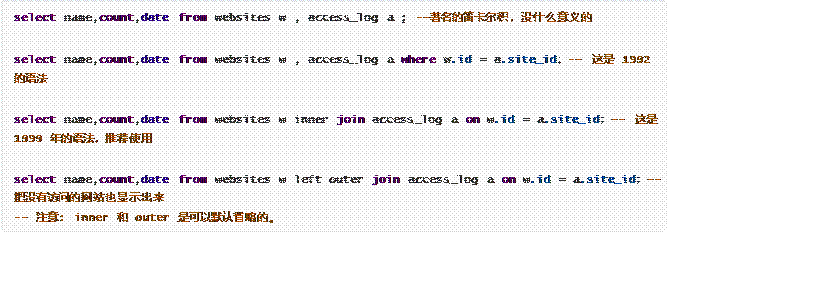 select name,count,date from websites w , access_log a ; --著名的笛卡尔积，没什么意义的
select name,count,date from websites w , access_log a where w.id = a.site_id; -- 这是 1992
的语法
select name,count,date from websites w inner join access_log a on w.id = a.site_id; -- 这是
1999 年的语法，推荐使用
select name,count,date from websites w left outer join access_log a on w.id = a.site_id; --
把没有访问的网站也显示出来
-- 注意: inner 和 outer 是可以默认省略的。